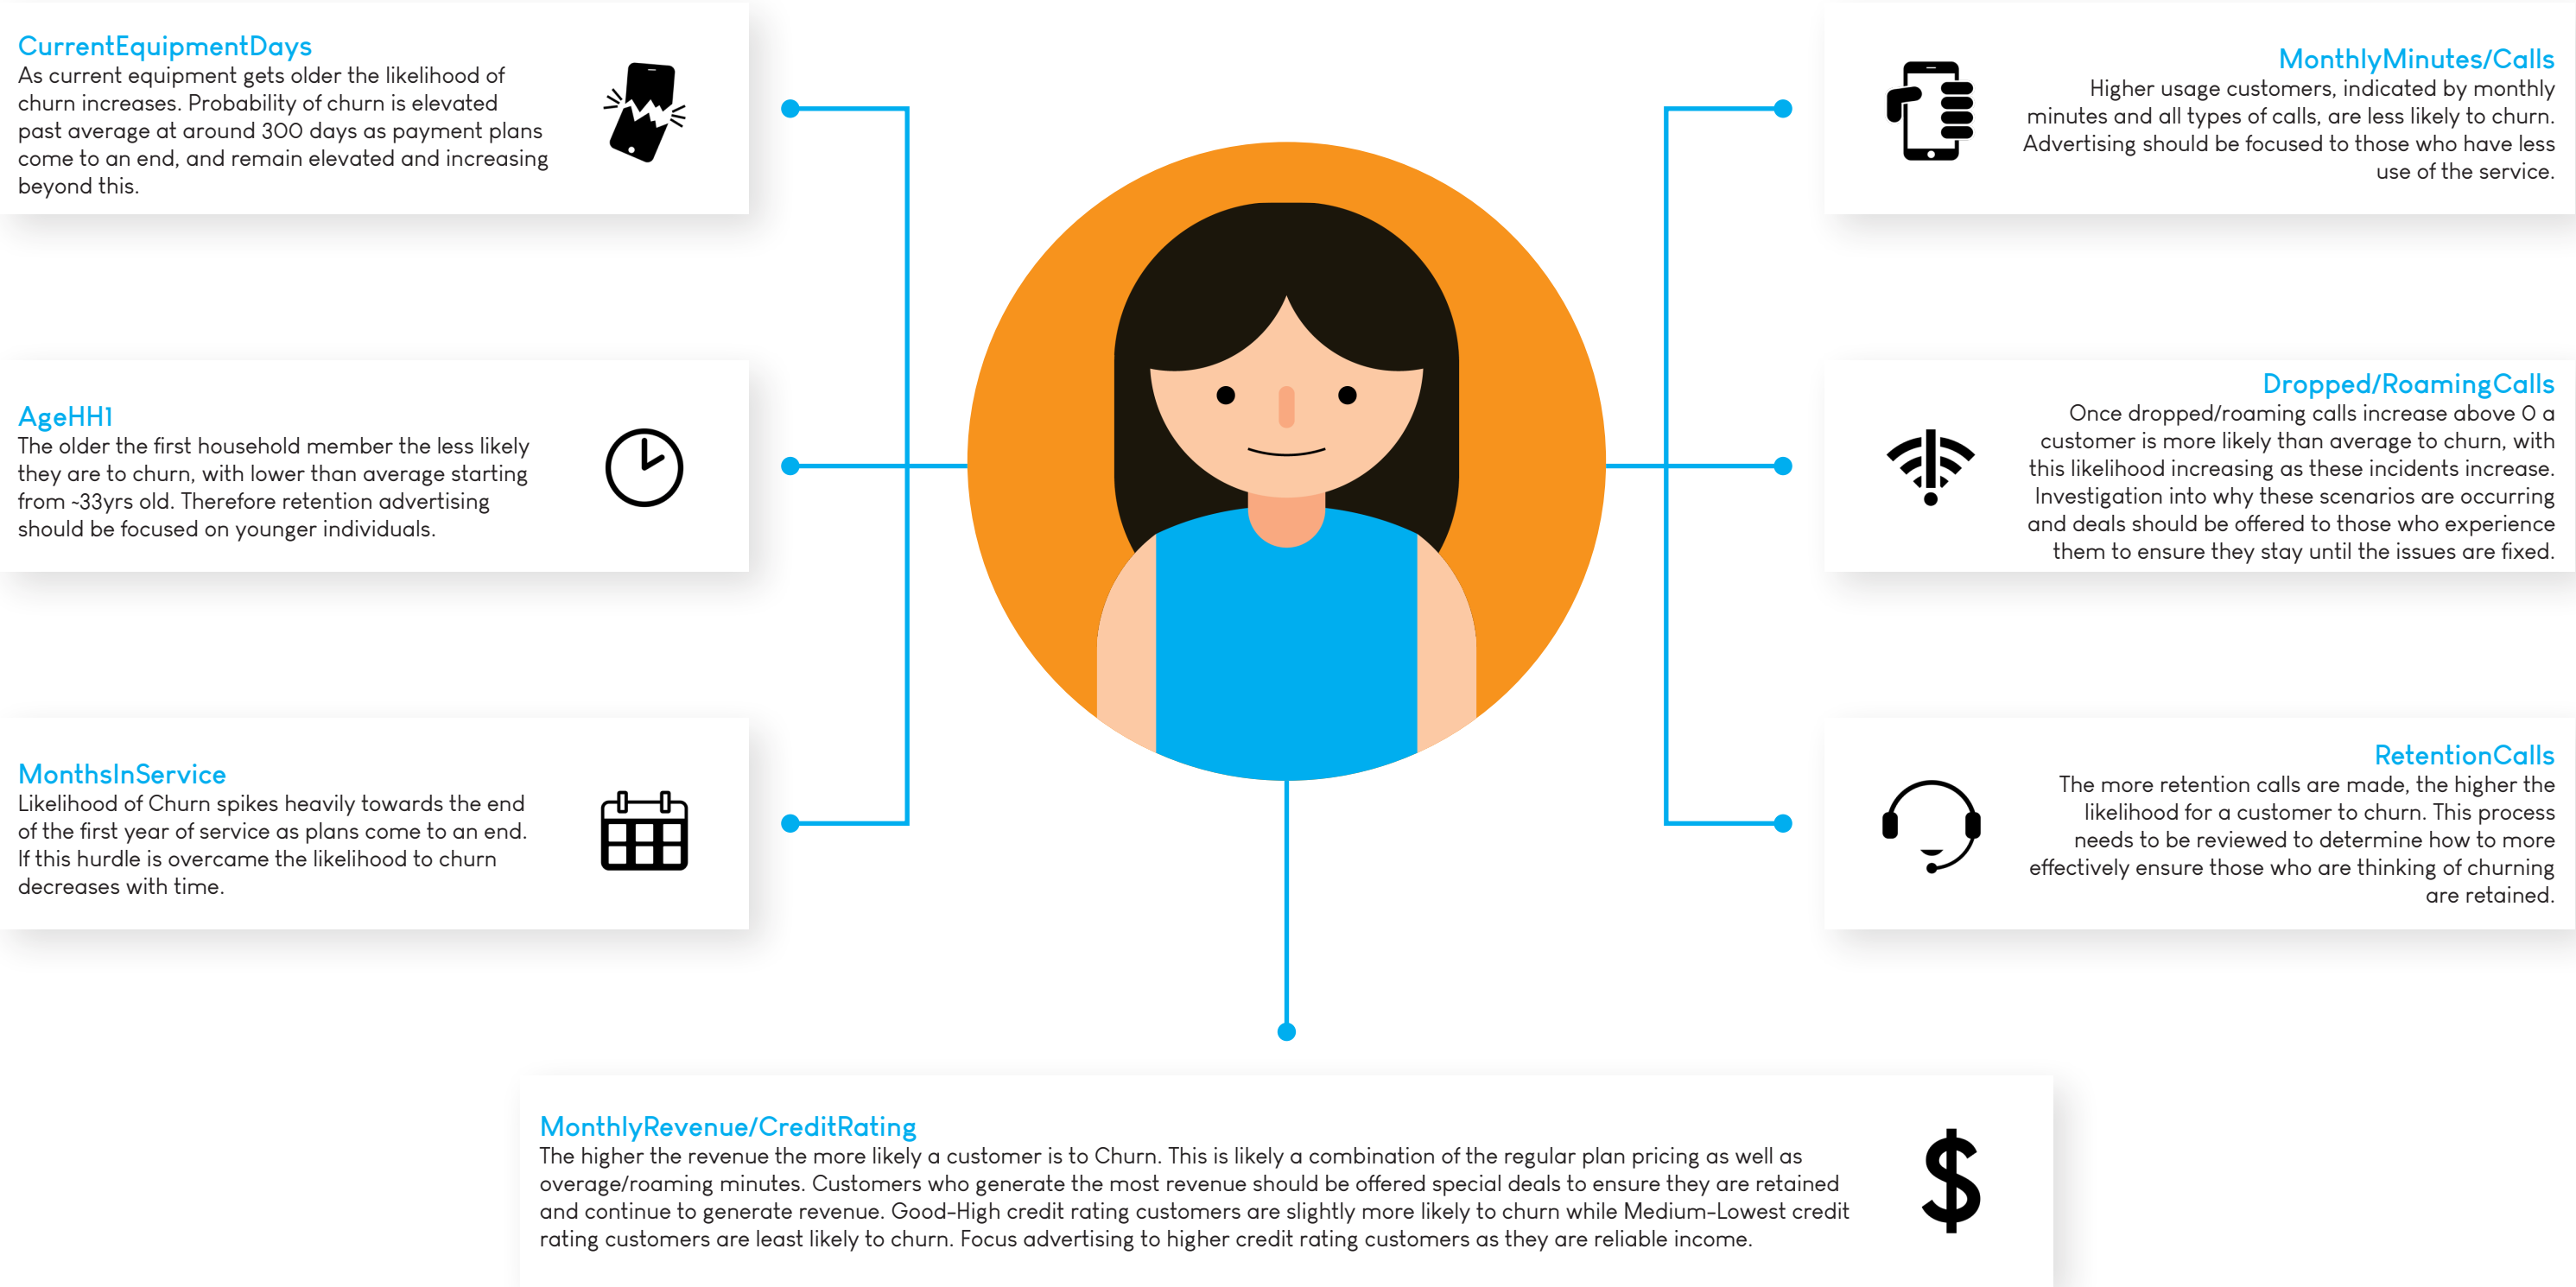 CurrentEquipmentDays
As current equipment gets older the likelihood of
churn increases. Probability of churn is elevated
past average at around 300 days as payment plans
come to an end, and remain elevated and increasing
beyond this.
AgeHH1
The older the first household member the less likely
they are to churn, with lower than average starting
from ~33yrs old. Therefore retention advertising
should be focused on younger individuals.
MonthsInService
Likelihood of Churn spikes heavily towards the end
of the first year of service as plans come to an end.
If this hurdle is overcame the likelihood to churn
decreases with time.
MonthlyMinutes/Calls
Higher usage customers, indicated by monthly
minutes and all types of calls, are less likely to churn.
Advertising should be focused to those who have less
use of the service.
Dropped/RoamingCalls
Once dropped/roaming calls increase above 0 a
customer is more likely than average to churn, with
this likelihood increasing as these incidents increase.
Investigation into why these scenarios are occurring
and deals should be offered to those who experience
them to ensure they stay until the issues are fixed.
RetentionCalls
The more retention calls are made, the higher the
likelihood for a customer to churn. This process
needs to be reviewed to determine how to more
effectively ensure those who are thinking of churning
are retained.
MonthlyRevenue/CreditRating
The higher the revenue the more likely a customer is to Churn. This is likely a combination of the regular plan pricing as well as
overage/roaming minutes. Customers who generate the most revenue should be offered special deals to ensure they are retained
and continue to generate revenue. Good-High credit rating customers are slightly more likely to churn while Medium-Lowest credit
rating customers are least likely to churn. Focus advertising to higher credit rating customers as they are reliable income.
$